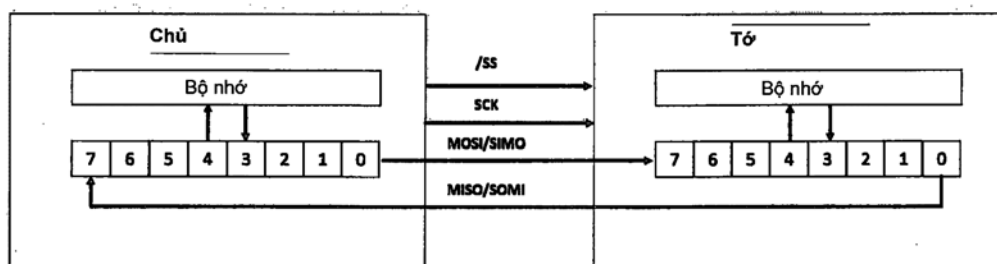 Chủ
Tớ
/SS
Bộ nhớ
Bộ nhớ
SCK
MOSI/SIMO
7 6 5 4 3 2 1 0
7 6 5 4 3 2 1 0
MISO/SOMI